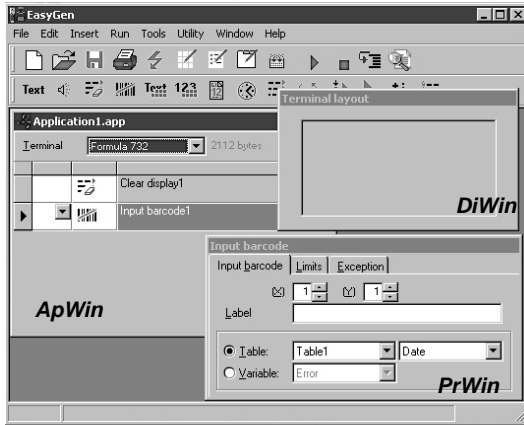 EasyGen
File Edit Insert Run Tools Utility Window Help
Text Text 123 12
Terminal layout
DiWin
Application1.app
Terminal Formula 732 2112 bytes
Clear display1
Input barcode1
ApWin
Input barcode
Input barcode Limits Exception
(X) 1 (Y) 1
Label
Table: Table1 Date
Variable: Error
PrWin